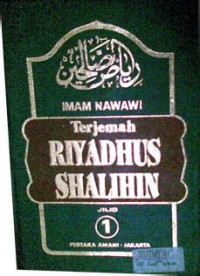 رياض الصالحين
IMAM NAWAWI
Terjemah
RIYADHUS
SHALIHIN
JILID
1
PUSTAKA AMANI - JAKARTA